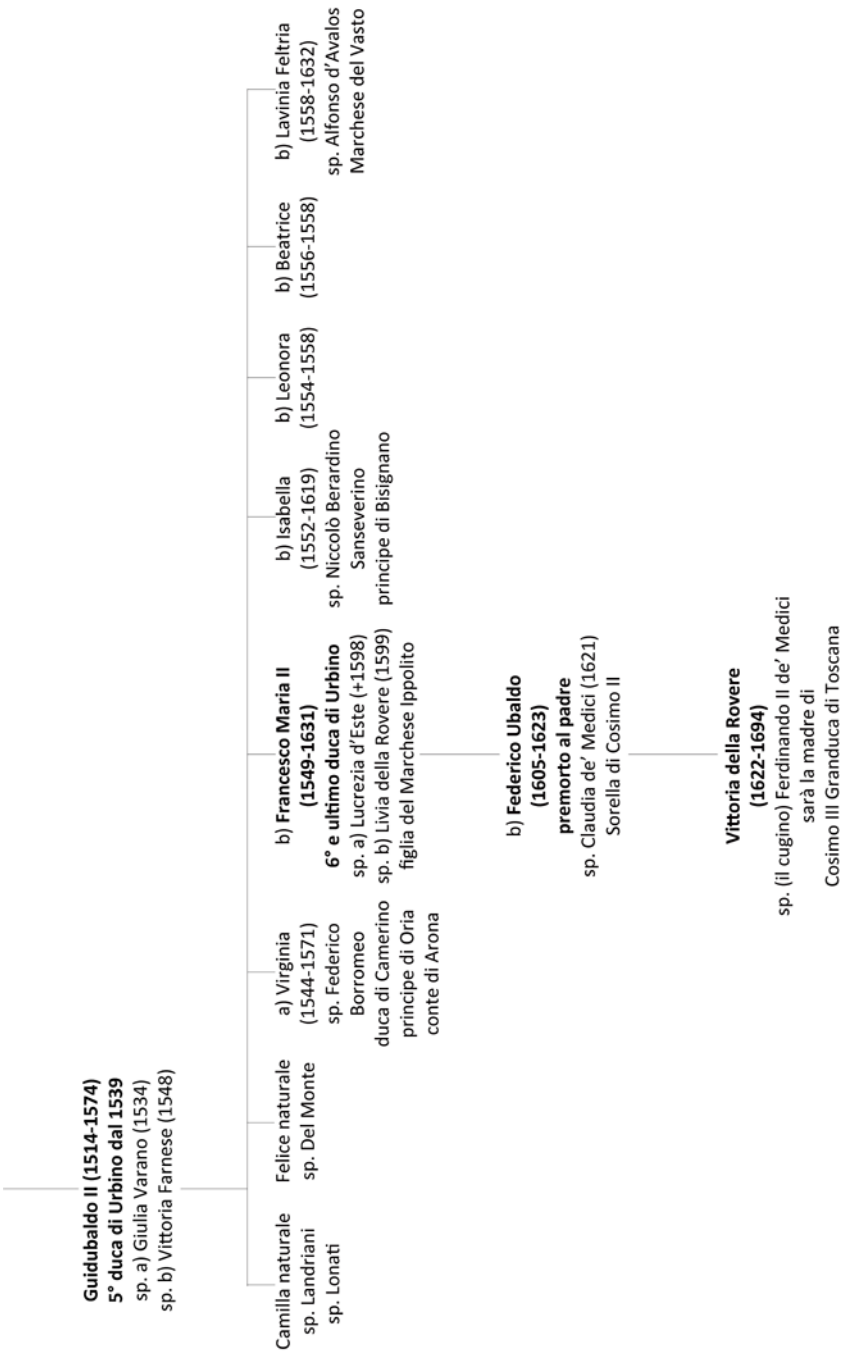 Guidubaldo II (1514-1574)
5° duca di Urbino dal 1539
sp. a) Giulia Varano (1534)
sp. b) Vittoria Farnese (1548)
Camilla naturale
sp. Landriani
sp. Lonati
Felice naturale
sp. Del Monte
a) Virginia
(1544-1571)
sp. Federico
Borromeo
duca di Camerino
principe di Oria
conte di Arona
b) Francesco Maria II
(1549-1631)
6° e ultimo duca di Urbino
sp. a) Lucrezia d'Este (+1598)
sp. b) Livia della Rovere (1599)
figlia del Marchese Ippolito
b) Isabella
(1552-1619)
sp. Niccolò Berardino
Sanseverino
principe di Bisignano
b) Leonora
(1554-1558)
b) Beatrice
(1556-1558)
b) Lavinia Feltria
(1558-1632)
sp. Alfonso d'Avalos
Marchese del Vasto
b) Federico Ubaldo
(1605-1623)
premorto al padre
sp. Claudia de' Medici (1621)
Sorella di Cosimo II
Vittoria della Rovere
(1622-1694)
sp. (il cugino) Ferdinando II de' Medici
sarà la madre di
Cosimo III Granduca di Toscana